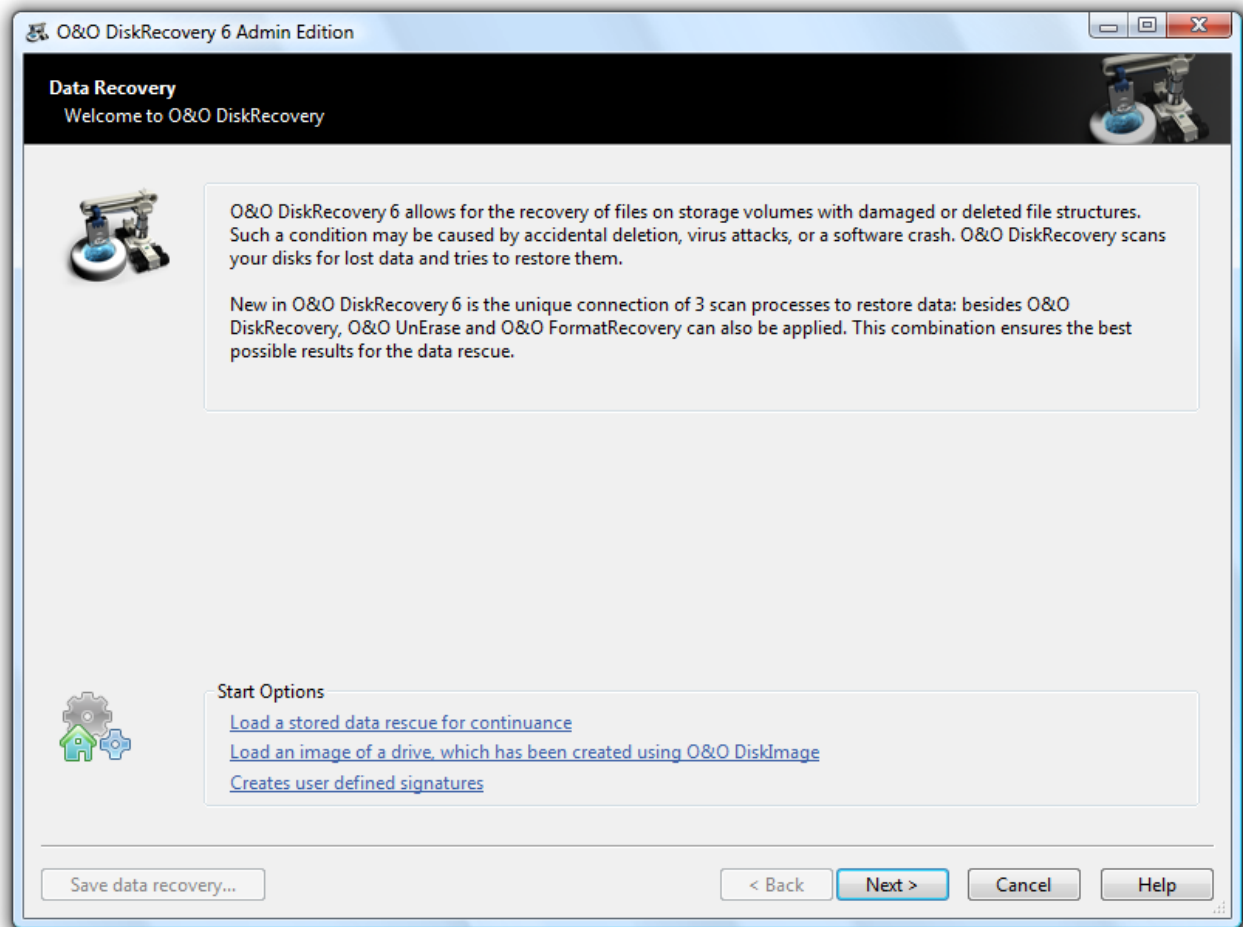 O&O DiskRecovery 6 Admin Edition
Data Recovery
Welcome to O&O DiskRecovery
O&O DiskRecovery 6 allows for the recovery of files on storage volumes with damaged or deleted file structures.
Such a condition may be caused by accidental deletion, virus attacks, or a software crash. O&O DiskRecovery scans
your disks for lost data and tries to restore them.
New in O&O DiskRecovery 6 is the unique connection of 3 scan processes to restore data: besides O&O
DiskRecovery, O&O UnErase and O&O FormatRecovery can also be applied. This combination ensures the best
possible results for the data rescue.
Start Options
Load a stored data rescue for continuance
Load an image of a drive, which has been created using O&O DiskImage
Creates user defined signatures
Save data recovery... < Back Next > Cancel Help